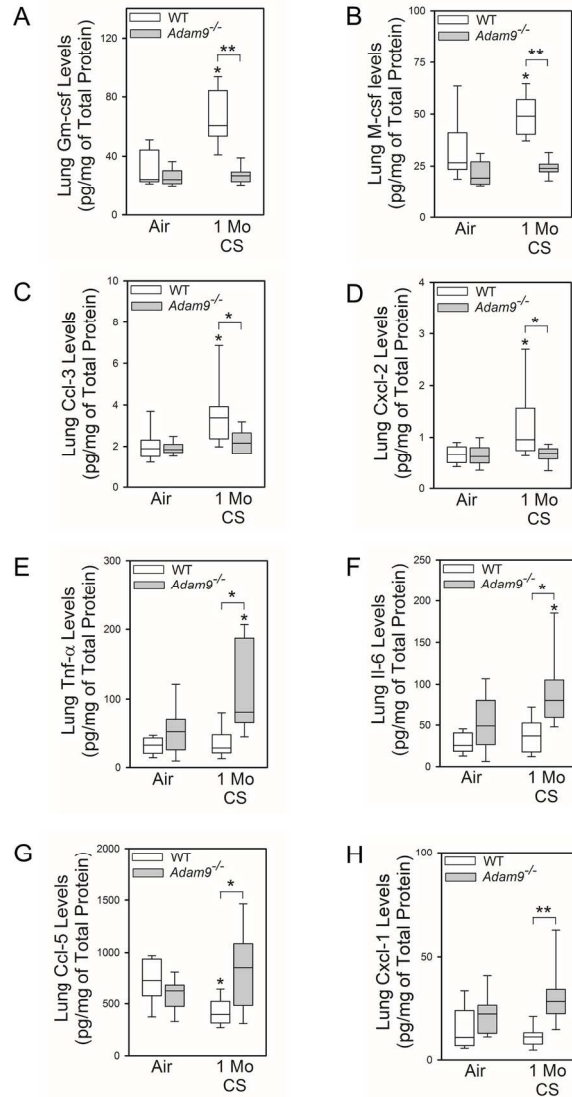 A
WT
Adam9-/-
Lung Gm-csf Levels
(pg/mg of Total Protein)
120
80
40
0
**
*
Air
1 Mo
CS
B
WT
Adam9-/-
Lung M-csf levels
(pg/mg of Total Protein)
100
75
50
25
0
**
*
Air
1 Mo
CS
C
WT
Adam9-/-
Lung Ccl-3 Levels
(pg/mg of Total Protein)
10
8
6
4
2
0
*
*
Air
1 Mo
CS
D
WT
Adam9-/-
Lung Cxcl-2 Levels
(pg/mg of Total Protein)
4
3
2
1
0
*
*
Air
1 Mo
CS
E
WT
Adam9-/-
Lung Tnf-α Levels
(pg/mg of Total Protein)
300
200
100
0
*
*
Air
1 Mo
CS
F
WT
Adam9-/-
Lung Il-6 Levels
(pg/mg of Total Protein)
250
200
150
100
50
0
*
*
Air
1 Mo
CS
G
WT
Adam9-/-
Lung Ccl-5 Levels
(pg/mg of Total Protein)
2000
1500
1000
500
0
*
*
Air
1 Mo
CS
H
WT
Adam9-/-
Lung Cxcl-1 Levels
(pg/mg of Total Protein)
100
50
0
**
Air
1 Mo
CS